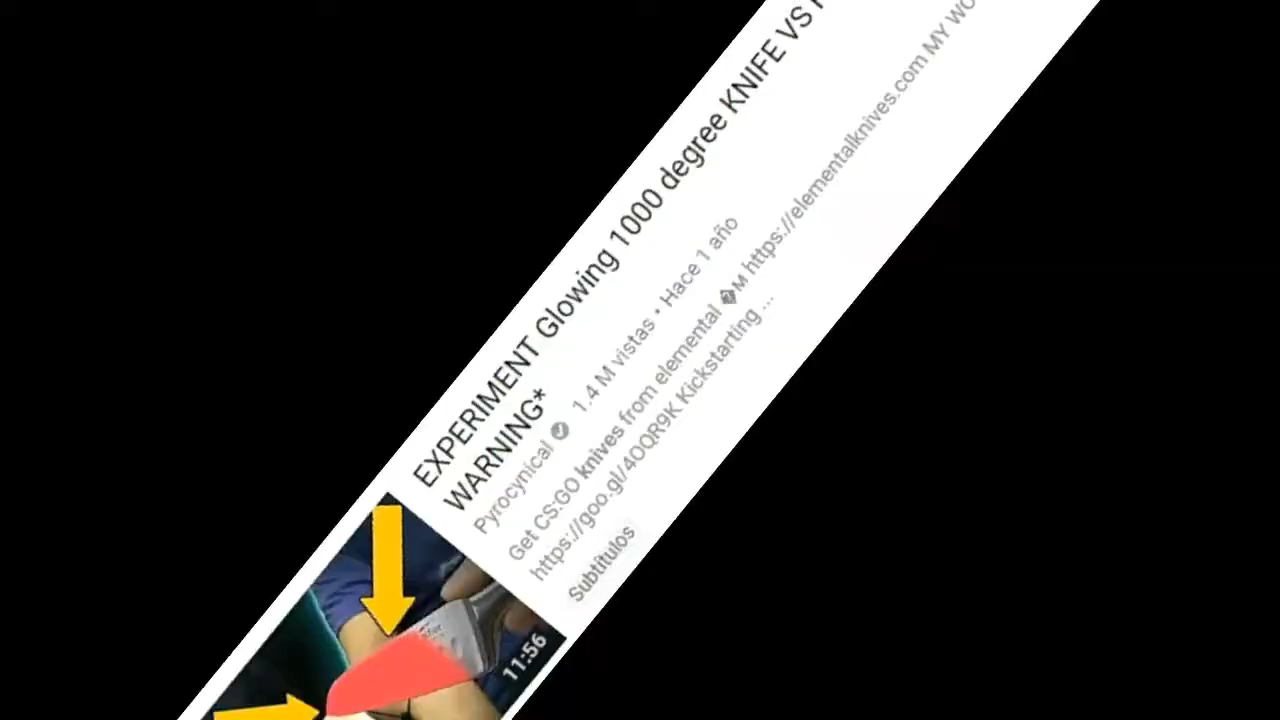 EXPERIMENT Glowing 1000 degree KNIFE VS
WARNING*
Pyrocynical 1.4 M vistas • Hace 1 año
Get CS:GO knives from elemental �м https://elementalknives.com MY
https://goo.gl/4OQR9K Kickstarting ...
Subtítulos
11:56